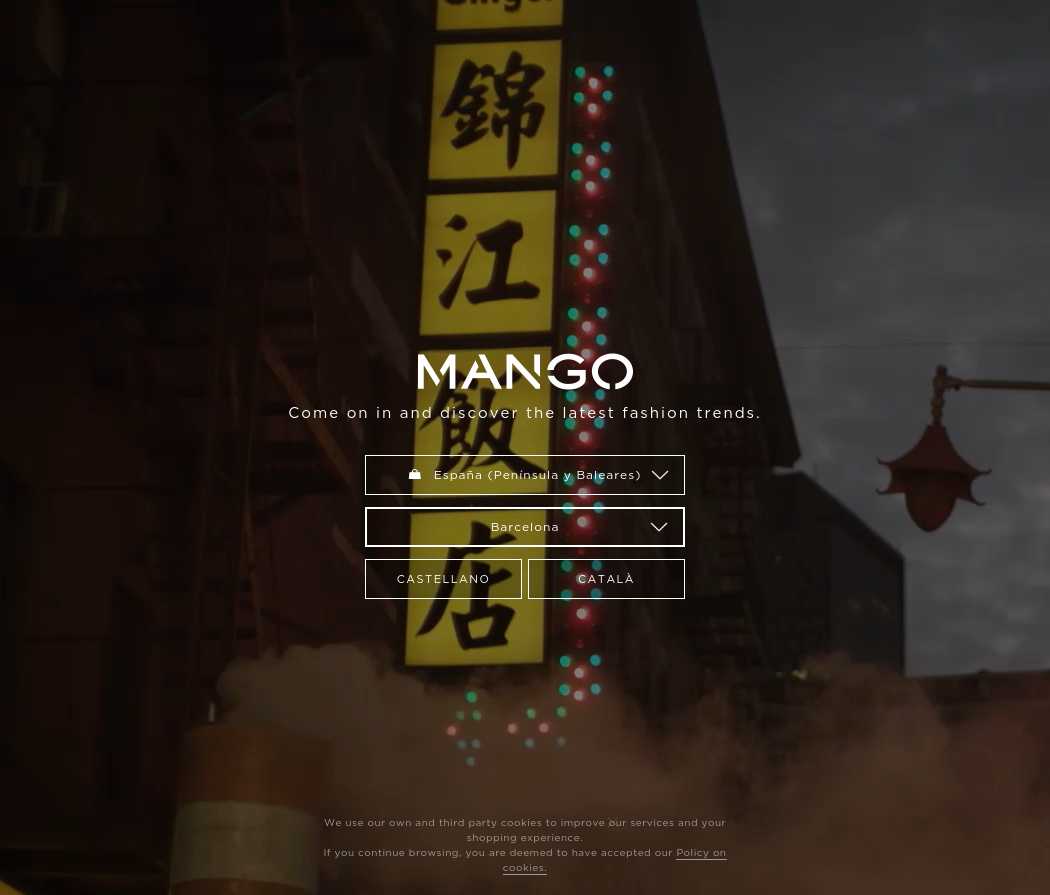 錦
江
MANGO
飯
Come on in and discover the latest fashion trends.
España (Península y Baleares)
Barcelona
店
CASTELLANO CATALÀ
We use our own and third party cookies to improve our services and your
shopping experience.
If you continue browsing, you are deemed to have accepted our Policy on
cookies.